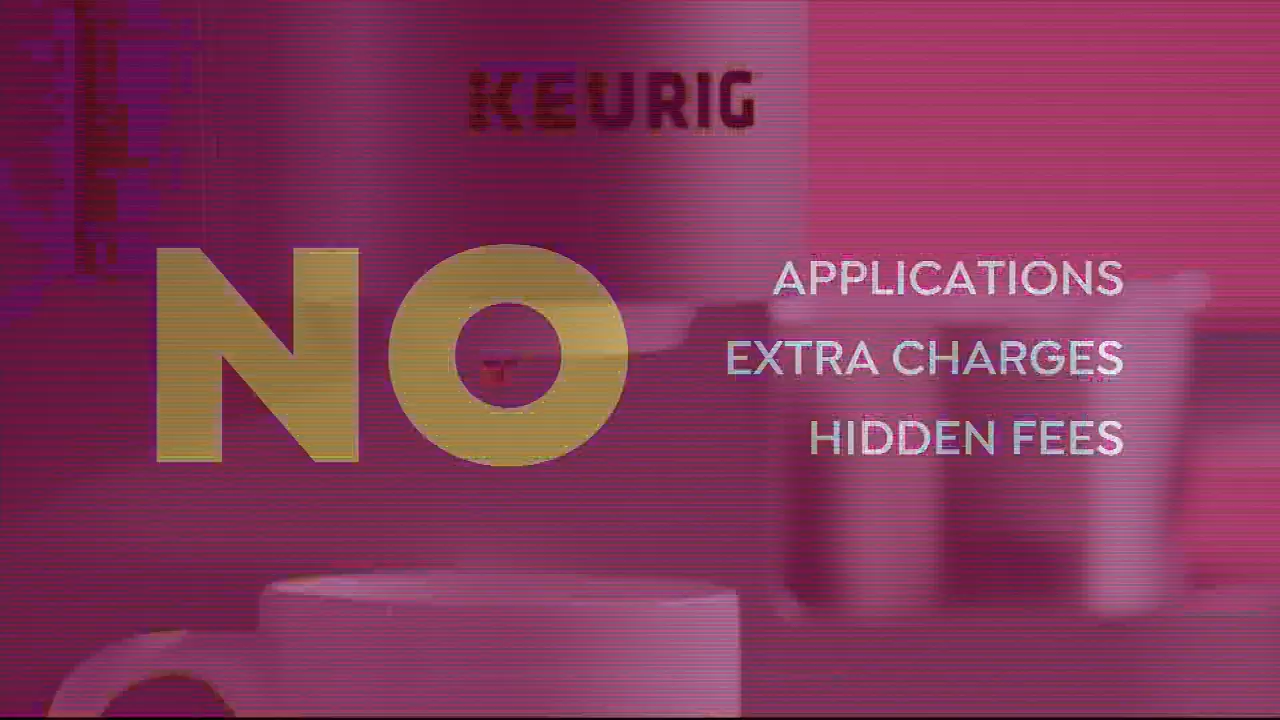 KEURIG
NO
APPLICATIONS
EXTRA CHARGES
HIDDEN FEES